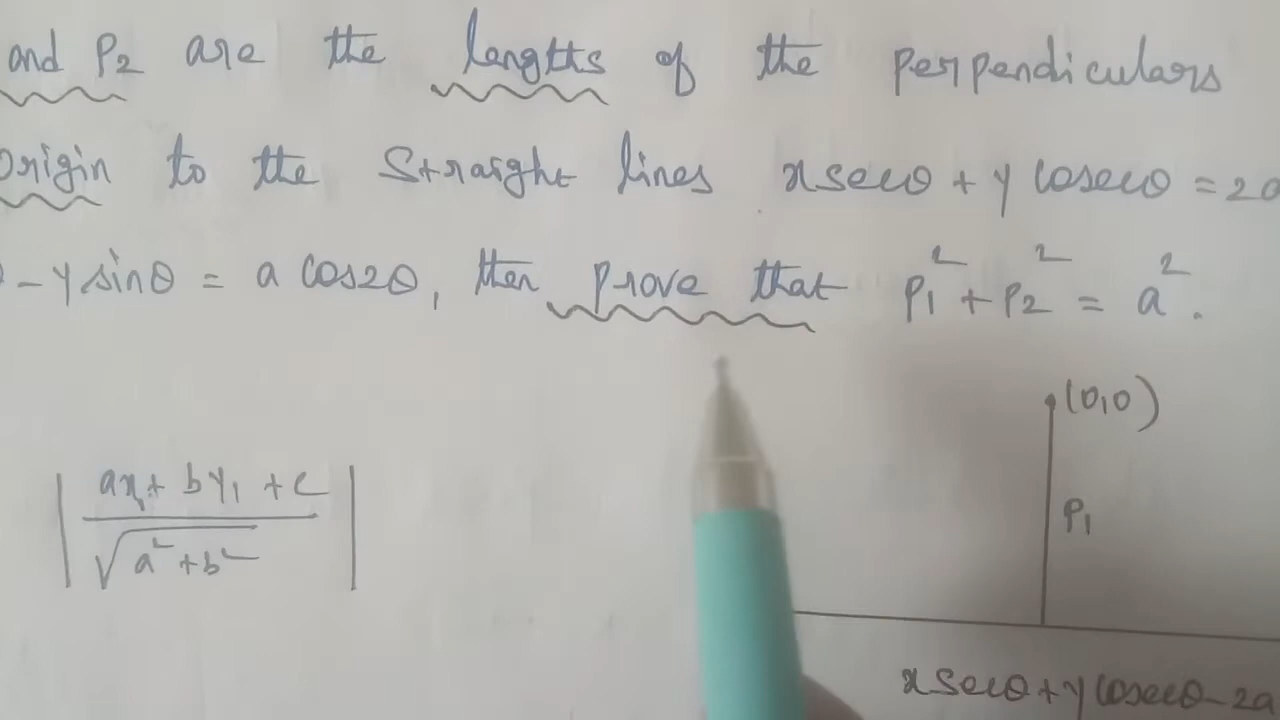 and P₂ are the lengths of the perpendiculars
origin to the Straight lines x secθ + y cosecθ = 2a
- y sinθ = a cos2θ, then prove that p₁² + p₂² = a².
(0,0)
| ax₁ + by₁ + c / √a² + b² |
P₁
x secθ + y cosecθ - 2a